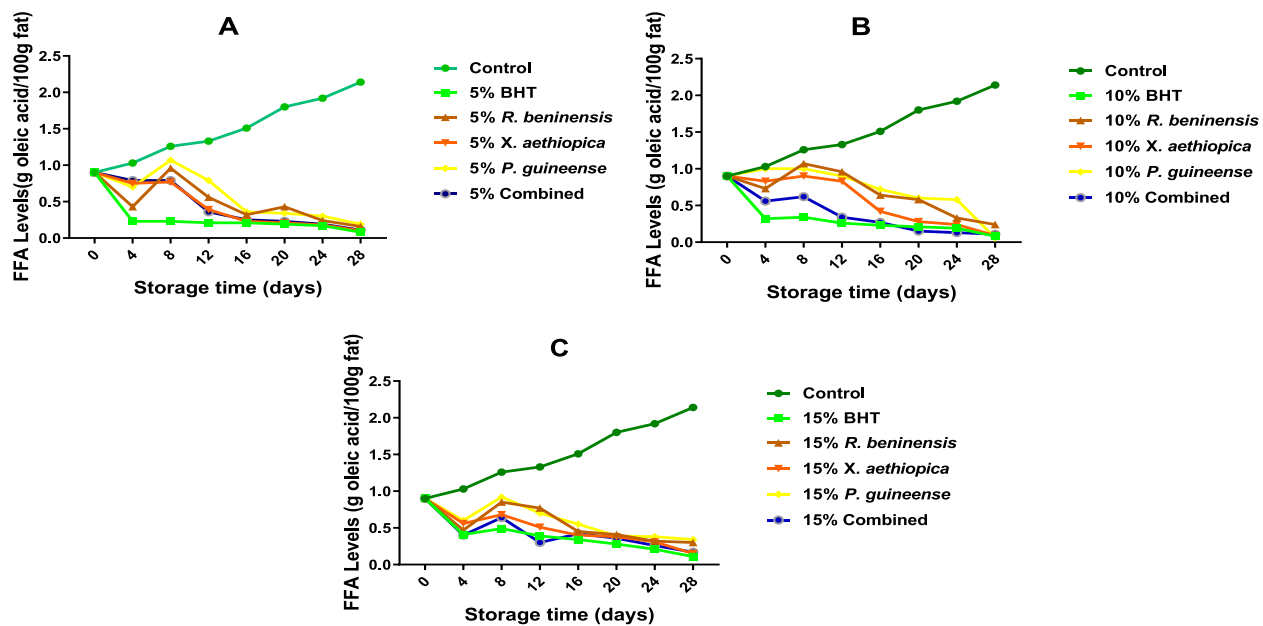 A
FFA Levels(g oleic acid/100g fat)
2.5
2.0
1.5
1.0
0.5
0.0
0
4
8
12
16
20
24
28
Storage time (days)
Control
5% BHT
5% R. beninensis
5% X. aethiopica
5% P. guineense
5% Combined
B
FFA Levels (g oleic acid/100g fat)
2.5
2.0
1.5
1.0
0.5
0.0
0
4
8
12
16
20
24
28
Storage time (days)
Control
10% BHT
10% R. beninensis
10% X. aethiopica
10% P. guineense
10% Combined
C
FFA Levels (g oleic acid/100g fat)
2.5
2.0
1.5
1.0
0.5
0.0
0
4
8
12
16
20
24
28
Storage time (days)
Control
15% BHT
15% R. beninensis
15% X. aethiopica
15% P. guineense
15% Combined